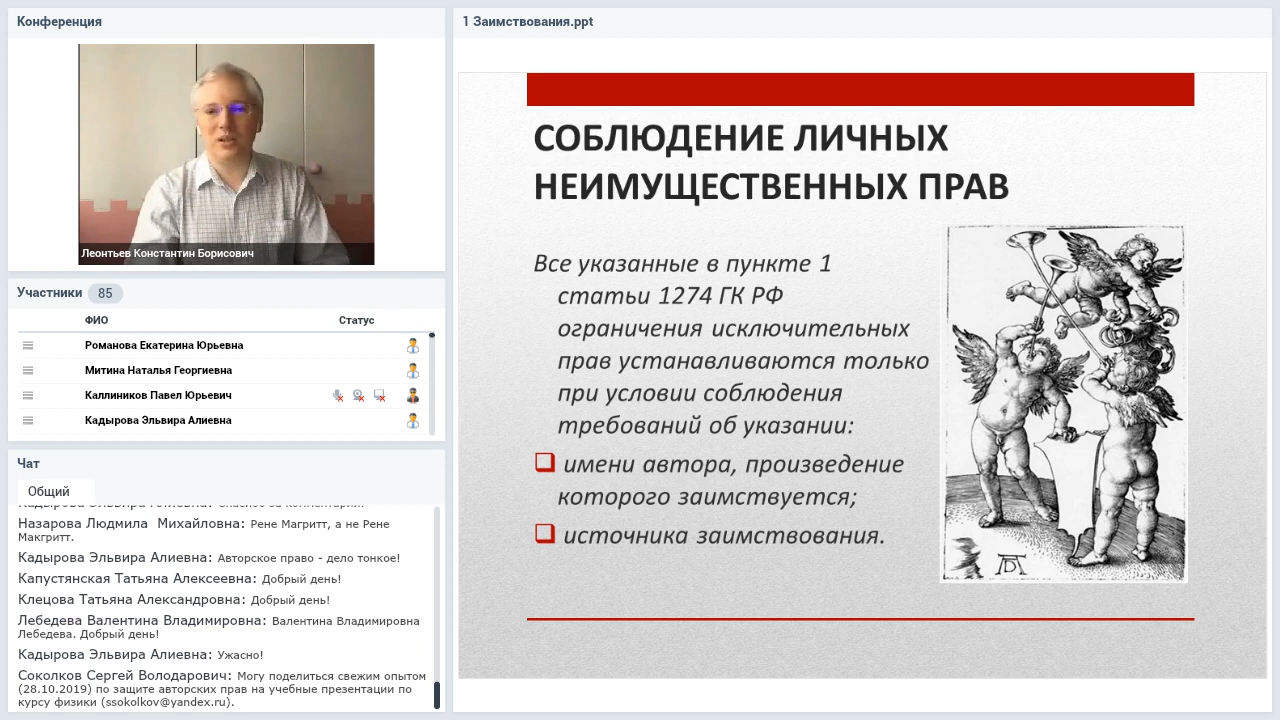 Конференция
Леонтьев Константин Борисович
Участники 85
ФИО Статус
Романова Екатерина Юрьевна
Митина Наталья Георгиевна
Каллиников Павел Юрьевич
Кадырова Эльвира Алиевна
Чат
Общий
Назарова Людмила Михайловна: Рене Магритт, а не Рене
Макгритт.
Кадырова Эльвира Алиевна: Авторское право - дело тонкое!
Капустянская Татьяна Алексеевна: Добрый день!
Клецова Татьяна Александровна: Добрый день!
Лебедева Валентина Владимировна: Валентина Владимировна
Лебедева. Добрый день!
Кадырова Эльвира Алиевна: Ужасно!
Соколков Сергей Володарович: Могу поделиться свежим опытом
(28.10.2019) по защите авторских прав на учебные презентации по
курсу физики (ssokolkov@yandex.ru).
1 Заимствования.ppt
СОБЛЮДЕНИЕ ЛИЧНЫХ
НЕИМУЩЕСТВЕННЫХ ПРАВ
Все указанные в пункте 1
статьи 1274 ГК РФ
ограничения исключительных
прав устанавливаются только
при условии соблюдения
требований об указании:
имени автора, произведение
которого заимствуется;
источника заимствования.